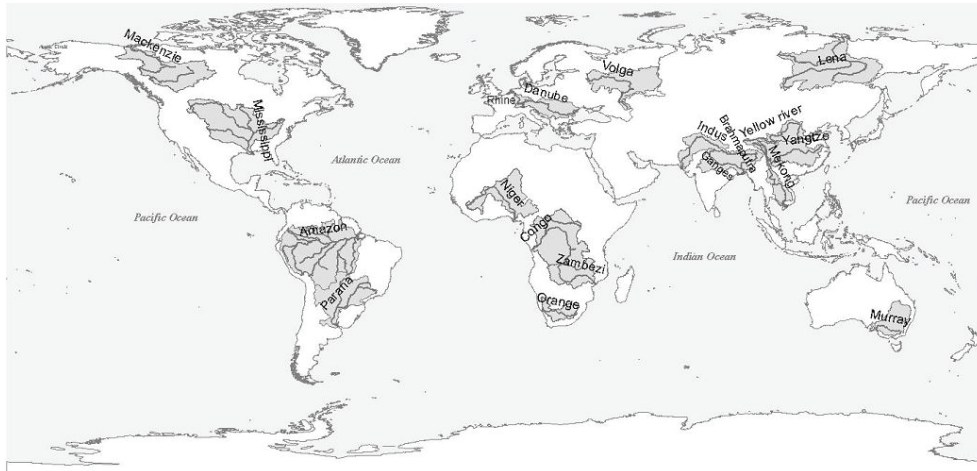 Mackenzie
Volga
Lena
Danube
Rhine
Mississippi
Yellow river
Indus
Brahmaputra
Yangtze
Atlantic Ocean
Ganges
Mekong
Niger
Pacific Ocean
Pacific Ocean
Amazon
Congo
Indian Ocean
Zambezi
Paraña
Orange
Murray